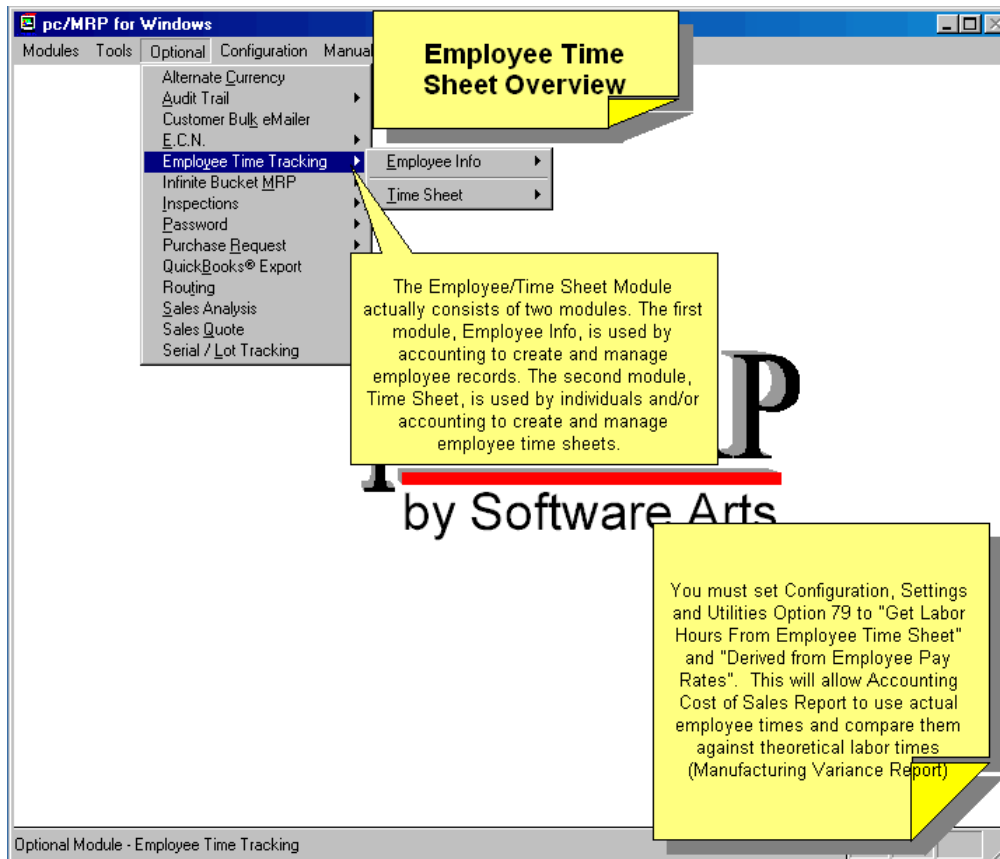 pc/MRP for Windows
Modules Tools Optional Configuration Manual
Employee Time
Sheet Overview
Alternate Currency
Audit Trail
Customer Bulk eMailer
E.C.N.
Employee Time Tracking
Infinite Bucket MRP
Inspections
Password
Purchase Request
QuickBooks® Export
Routing
Sales Analysis
Sales Quote
Serial / Lot Tracking
Employee Info
Time Sheet
The Employee/Time Sheet Module
actually consists of two modules. The first
module, Employee Info, is used by
accounting to create and manage
employee records. The second module,
Time Sheet, is used by individuals and/or
accounting to create and manage
employee time sheets.
P
by Software Arts
You must set Configuration, Settings
and Utilities Option 79 to "Get Labor
Hours From Employee Time Sheet"
and "Derived from Employee Pay
Rates". This will allow Accounting
Cost of Sales Report to use actual
employee times and compare them
against theoretical labor times
(Manufacturing Variance Report)
Optional Module - Employee Time Tracking